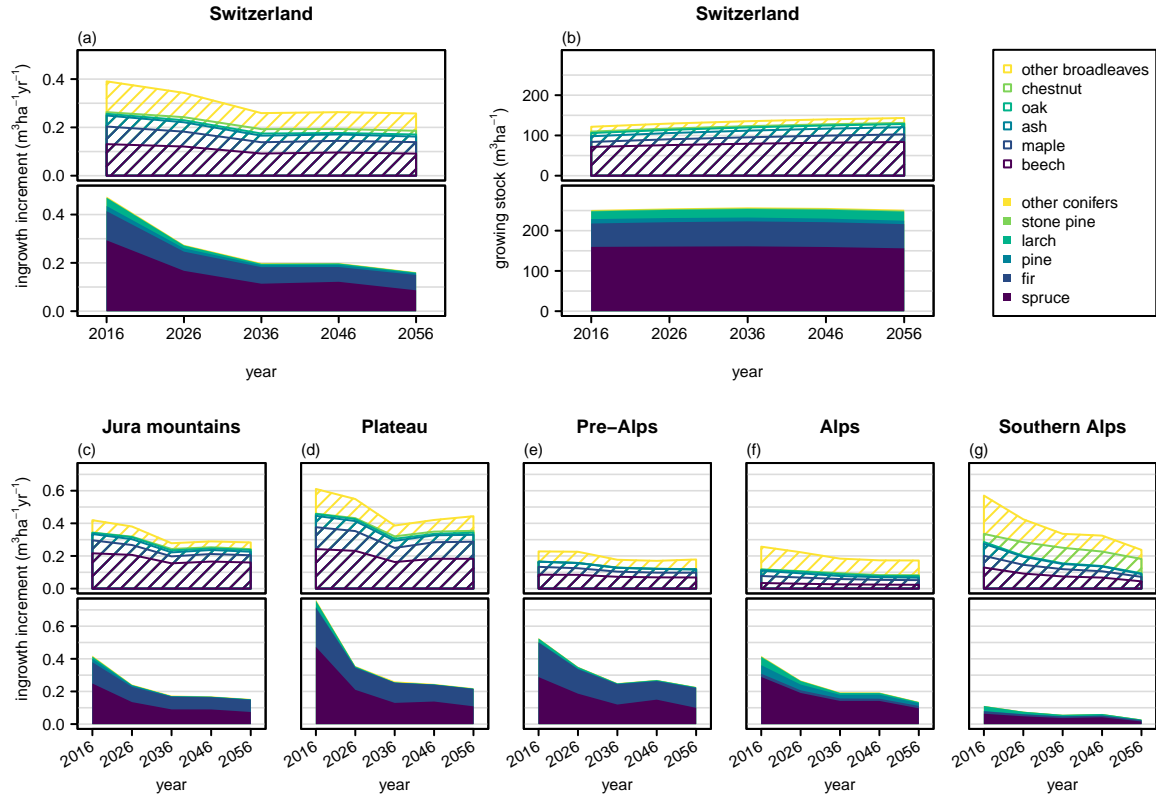 Switzerland
Switzerland
(a)
(b)
ingrowth increment (m³ha⁻¹yr⁻¹)
0.4
0.2
0.0
0.4
0.2
0.0
2016 2026 2036 2046 2056
year
growing stock (m³ha⁻¹)
200
100
0
200
100
0
2016 2026 2036 2046 2056
year
other broadleaves
chestnut
oak
ash
maple
beech
other conifers
stone pine
larch
pine
fir
spruce
Jura mountains
Plateau
Pre−Alps
Alps
Southern Alps
(c)
(d)
(e)
(f)
(g)
ingrowth increment (m³ha⁻¹yr⁻¹)
0.6
0.4
0.2
0.0
ingrowth increment (m³ha⁻¹yr⁻¹)
0.6
0.4
0.2
0.0
2016 2026 2036 2046 2056
year
2016 2026 2036 2046 2056
year
2016 2026 2036 2046 2056
year
2016 2026 2036 2046 2056
year
2016 2026 2036 2046 2056
year